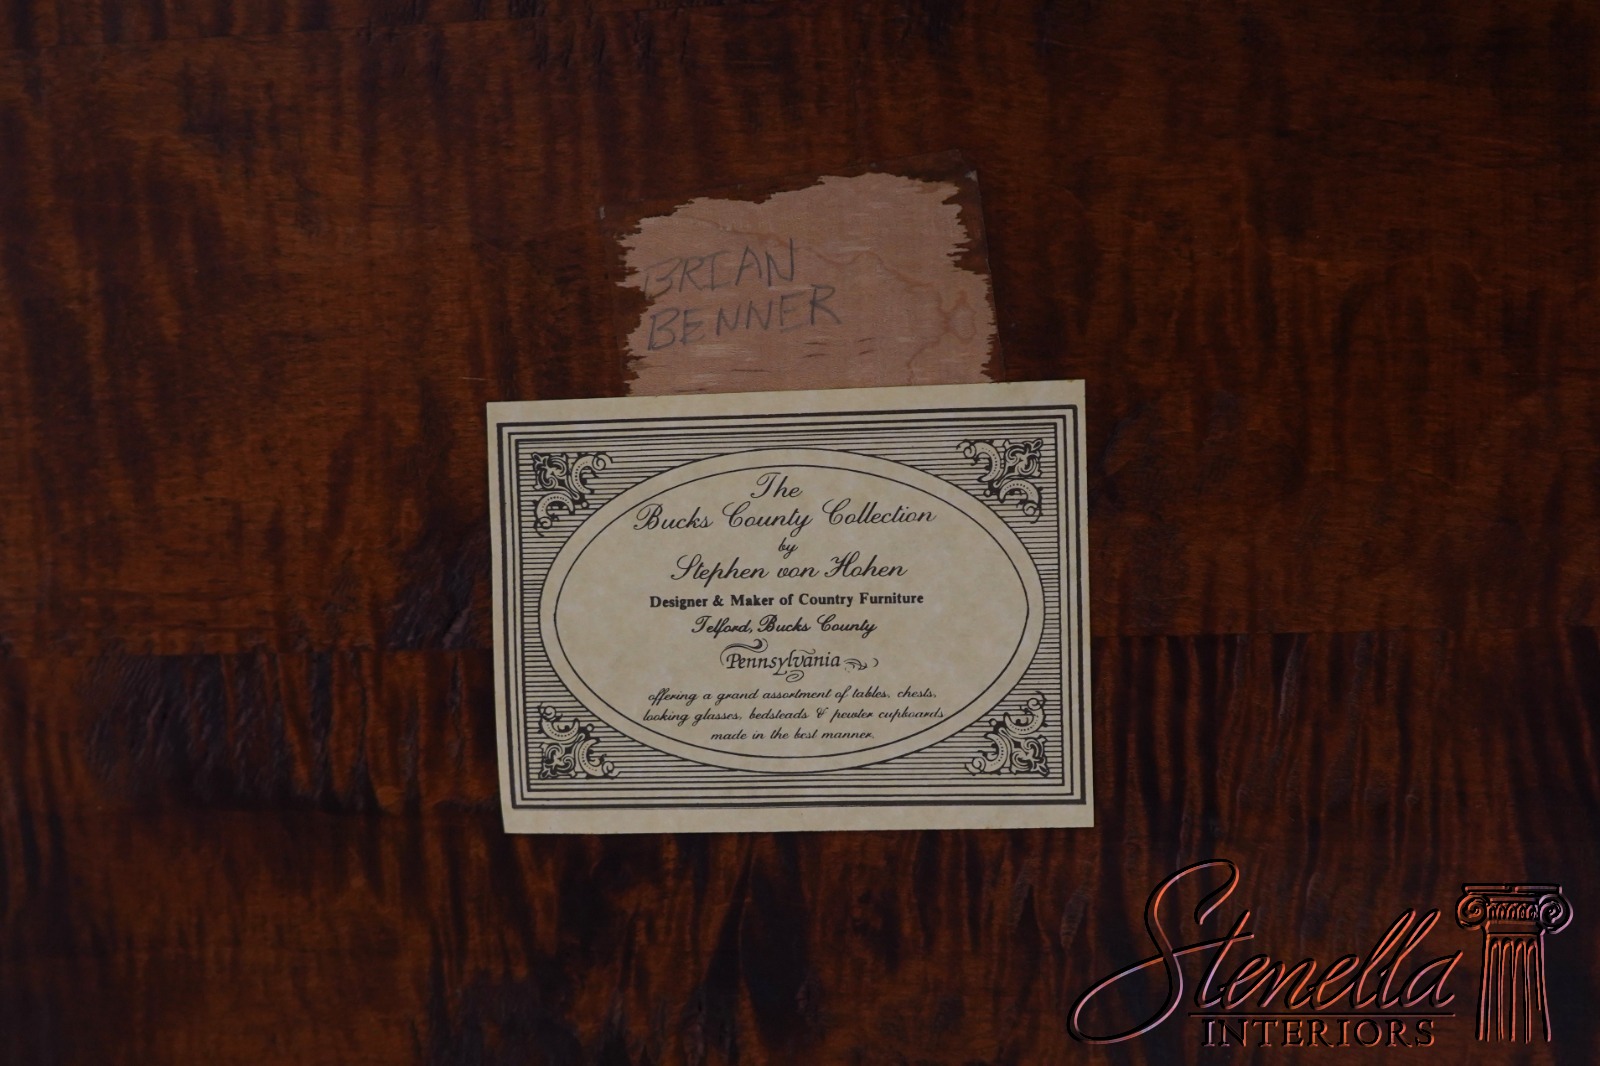 BRIAN
BENNER
The
Bucks County Collection
by
Stephen von Hohen
Designer & Maker of Country Furniture
Telford, Bucks County
Pennsylvania
offering a grand assortment of tables, chests,
looking glasses, bedsteads & pewter cupboards
made in the best manner.
Stenella
INTERIORS